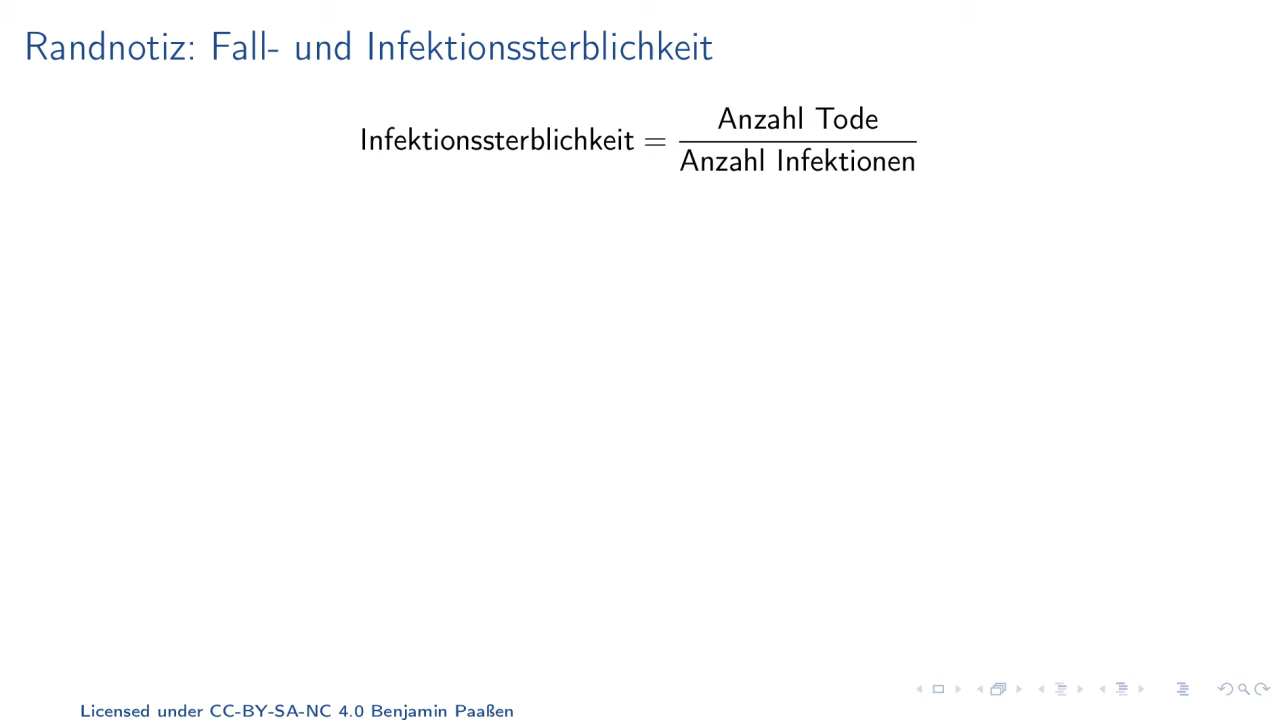 Randnotiz: Fall- und Infektionssterblichkeit
Anzahl Tode
Infektionssterblichkeit =
Anzahl Infektionen
Licensed under CC-BY-SA-NC 4.0 Benjamin Paaßen